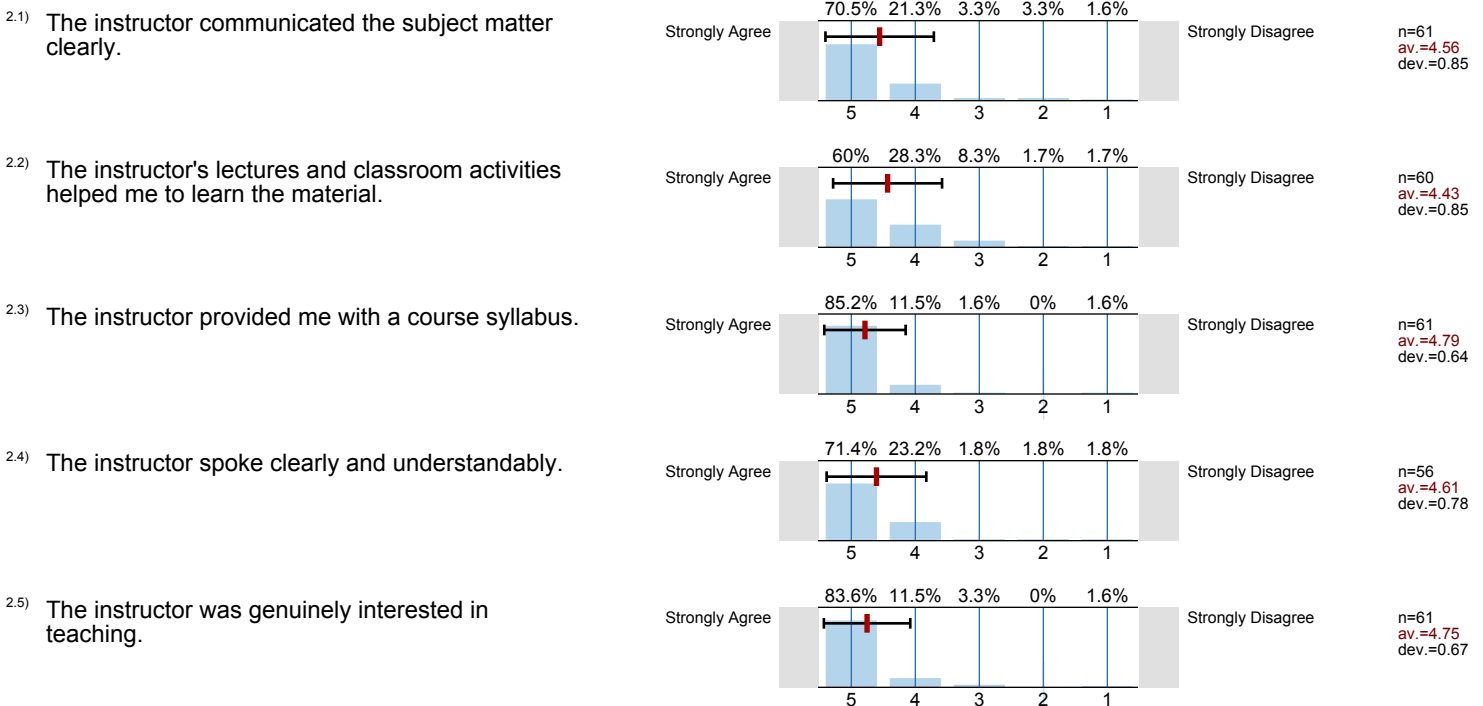 2.1) The instructor communicated the subject matter
clearly.
70.5% 21.3% 3.3% 3.3% 1.6%
Strongly Agree
Strongly Disagree
n=61
av.=4.56
dev.=0.85
5 4 3 2 1
2.2) The instructor's lectures and classroom activities
helped me to learn the material.
60% 28.3% 8.3% 1.7% 1.7%
Strongly Agree
Strongly Disagree
n=60
av.=4.43
dev.=0.85
5 4 3 2 1
2.3) The instructor provided me with a course syllabus.
85.2% 11.5% 1.6% 0% 1.6%
Strongly Agree
Strongly Disagree
n=61
av.=4.79
dev.=0.64
5 4 3 2 1
2.4) The instructor spoke clearly and understandably.
71.4% 23.2% 1.8% 1.8% 1.8%
Strongly Agree
Strongly Disagree
n=56
av.=4.61
dev.=0.78
5 4 3 2 1
2.5) The instructor was genuinely interested in
teaching.
83.6% 11.5% 3.3% 0% 1.6%
Strongly Agree
Strongly Disagree
n=61
av.=4.75
dev.=0.67
5 4 3 2 1